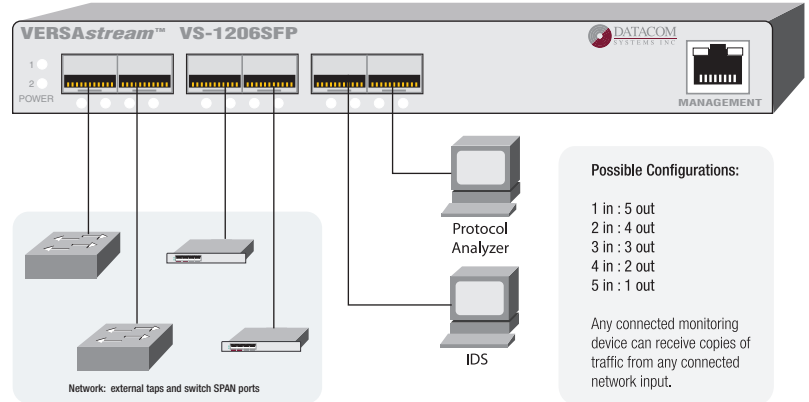 VERSAstream™ VS-1206SFP
DATACOM
SYSTEMS INC
1
2
POWER
MANAGEMENT
Protocol
Analyzer
IDS
Network: external taps and switch SPAN ports
Possible Configurations:
1 in : 5 out
2 in : 4 out
3 in : 3 out
4 in : 2 out
5 in : 1 out
Any connected monitoring
device can receive copies of
traffic from any connected
network input.